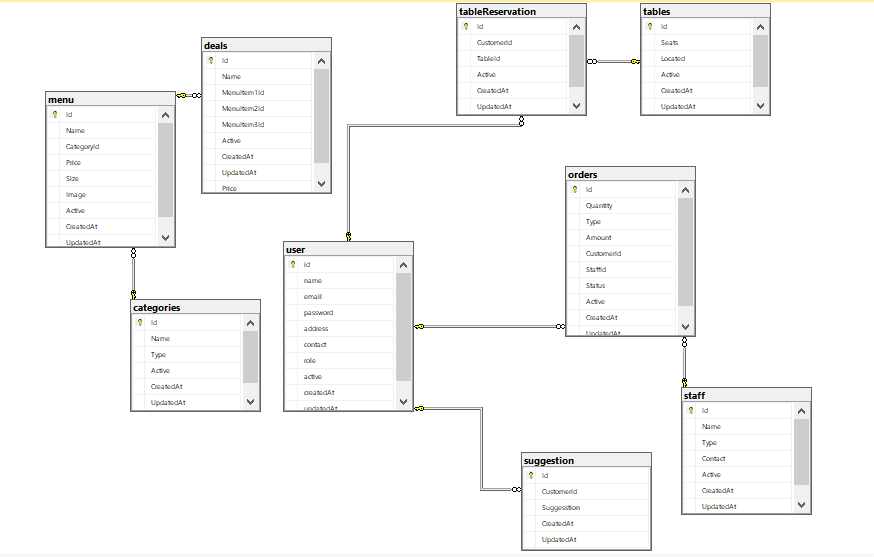 tableReservation
Id
CustomerId
TableId
Active
CreatedAt
UpdatedAt
tables
Id
Seats
Located
Active
CreatedAt
UpdatedAt
deals
Id
Name
MenuItem1Id
MenuItem2Id
MenuItem3Id
Active
CreatedAt
UpdatedAt
Price
menu
Id
Name
CategoryId
Price
Size
Image
Active
CreatedAt
UpdatedAt
orders
Id
Quantity
Type
Amount
CustomerId
StaffId
Status
Active
CreatedAt
UpdatedAt
user
id
name
email
password
address
contact
role
active
createdAt
updatedAt
categories
Id
Name
Type
Active
CreatedAt
UpdatedAt
staff
Id
Name
Type
Contact
Active
CreatedAt
UpdatedAt
suggestion
Id
CustomerId
Suggesstion
CreatedAt
UpdatedAt